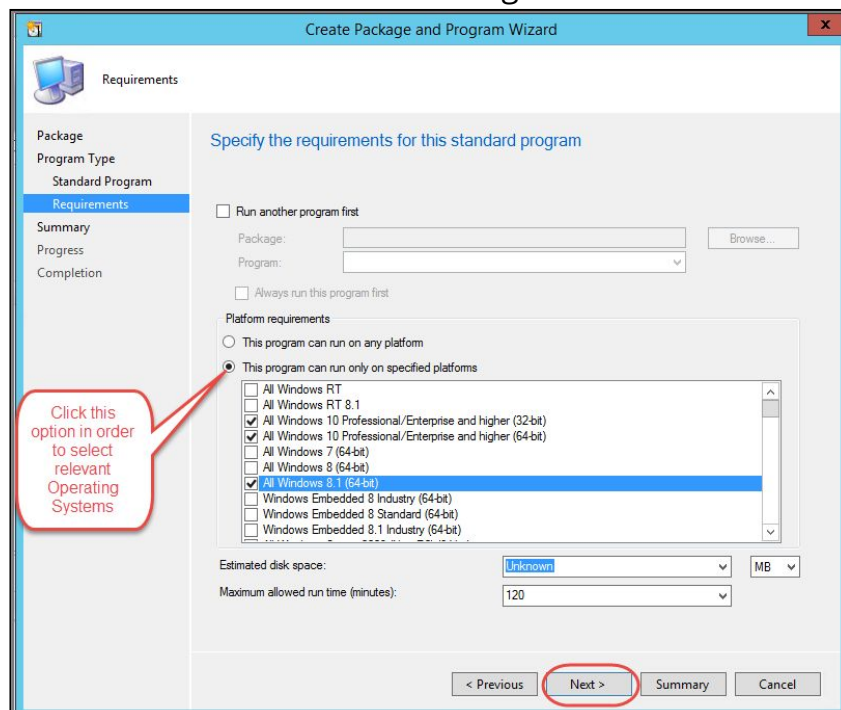 Create Package and Program Wizard
x
Requirements
Package
Program Type
Standard Program
Requirements
Summary
Progress
Completion
Specify the requirements for this standard program
Run another program first
Package:
Browse...
Program:
Always run this program first
Platform requirements
This program can run on any platform
This program can run only on specified platforms
All Windows RT
All Windows RT 8.1
All Windows 10 Professional/Enterprise and higher (32-bit)
All Windows 10 Professional/Enterprise and higher (64-bit)
All Windows 7 (64-bit)
All Windows 8 (64-bit)
All Windows 8.1 (64-bit)
Windows Embedded 8 Industry (64-bit)
Windows Embedded 8 Standard (64-bit)
Windows Embedded 8.1 Industry (64-bit)
Click this
option in order
to select
relevant
Operating
Systems
Estimated disk space:
Unknown
MB
Maximum allowed run time (minutes):
120
< Previous
Next >
Summary
Cancel